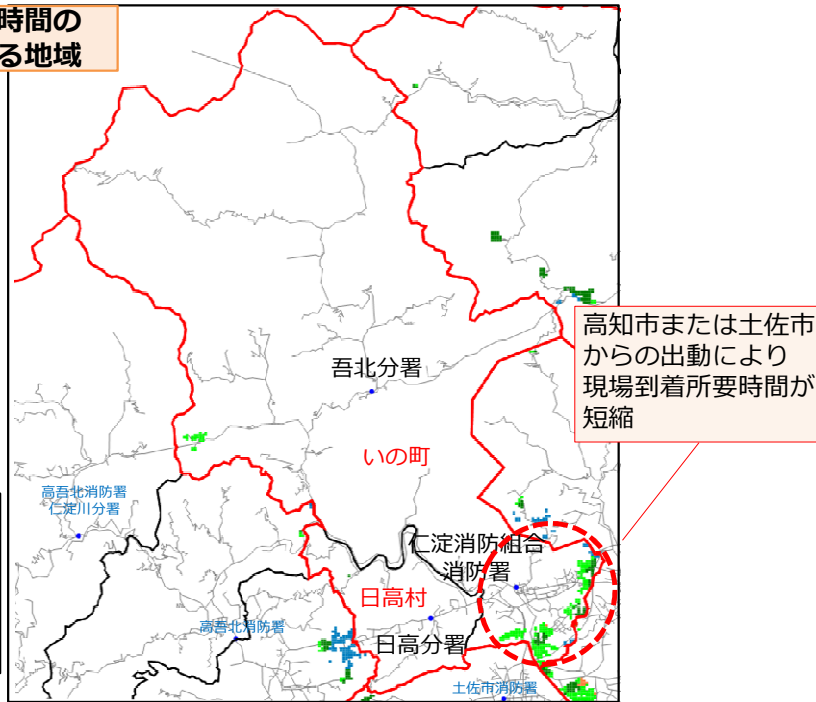 時間の
る地域
高知市または土佐市
からの出動により
現場到着所要時間が
短縮
吾北分署
いの町
高吾北消防署
仁淀川分署
仁淀消防組合
消防署
日高村
高吾北消防署
日高分署
土佐市消防署